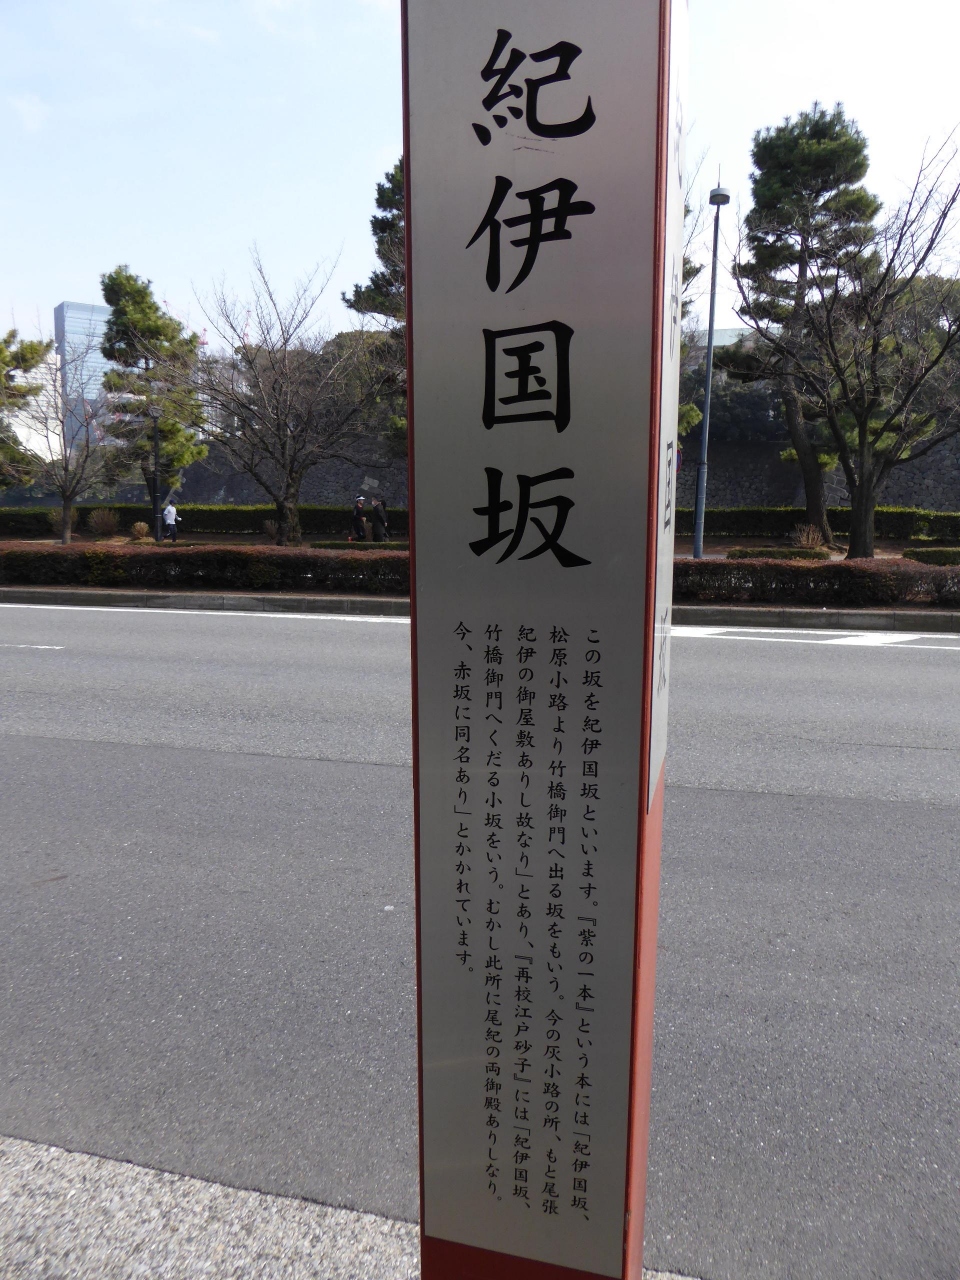 紀伊国坂
この坂を紀伊国坂といいます。『紫の一本』という本には「紀伊国坂、
松原小路より竹橋御門へ出る坂をもいう。今の灰小路の所、もと尾張
紀伊の御屋敷ありし故なり」とあり、『再校江戸砂子』には「紀伊国坂、
竹橋御門へくだる小坂をいう。むかし此所に尾紀の両御殿ありしなり。
今、赤坂に同名あり」とかかれています。